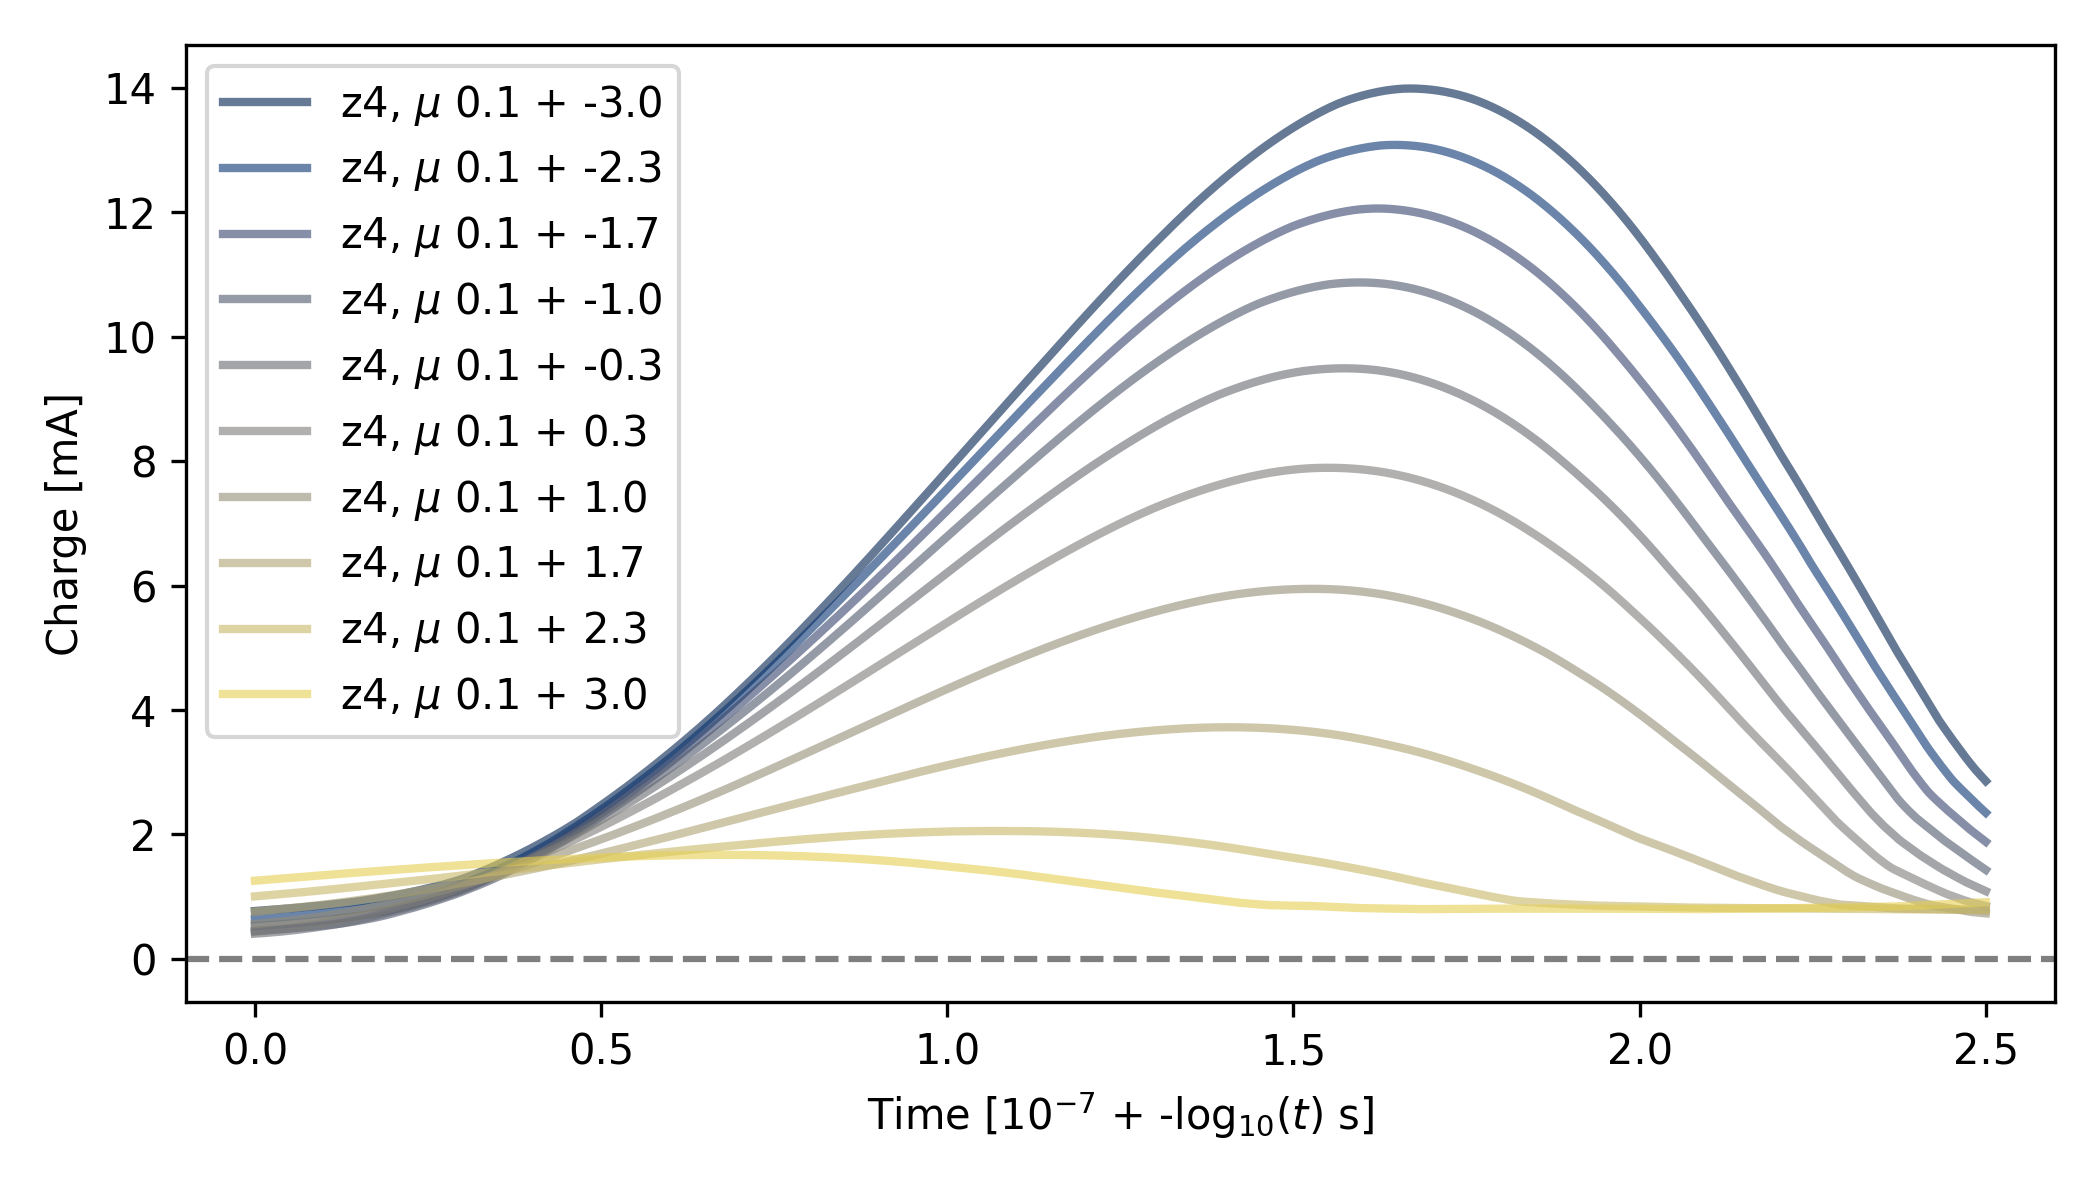 z4, μ 0.1 + -3.0
z4, μ 0.1 + -2.3
z4, μ 0.1 + -1.7
z4, μ 0.1 + -1.0
z4, μ 0.1 + -0.3
z4, μ 0.1 + 0.3
z4, μ 0.1 + 1.0
z4, μ 0.1 + 1.7
z4, μ 0.1 + 2.3
z4, μ 0.1 + 3.0
Charge [mA]
14
12
10
8
6
4
2
0
0.0 0.5 1.0 1.5 2.0 2.5
Time [10⁻⁷ + -log₁₀(t) s]